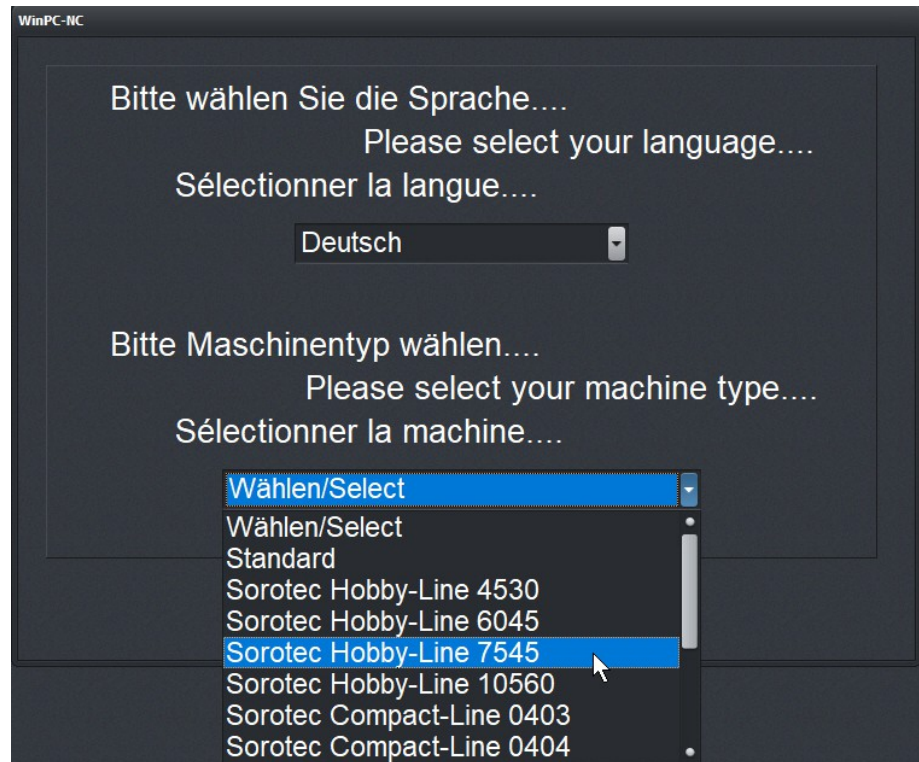 WinPC-NC
Bitte wählen Sie die Sprache....
Please select your language....
Sélectionner la langue....
Deutsch
Bitte Maschinentyp wählen....
Please select your machine type....
Sélectionner la machine....
Wählen/Select
Wählen/Select
Standard
Sorotec Hobby-Line 4530
Sorotec Hobby-Line 6045
Sorotec Hobby-Line 7545
Sorotec Hobby-Line 10560
Sorotec Compact-Line 0403
Sorotec Compact-Line 0404